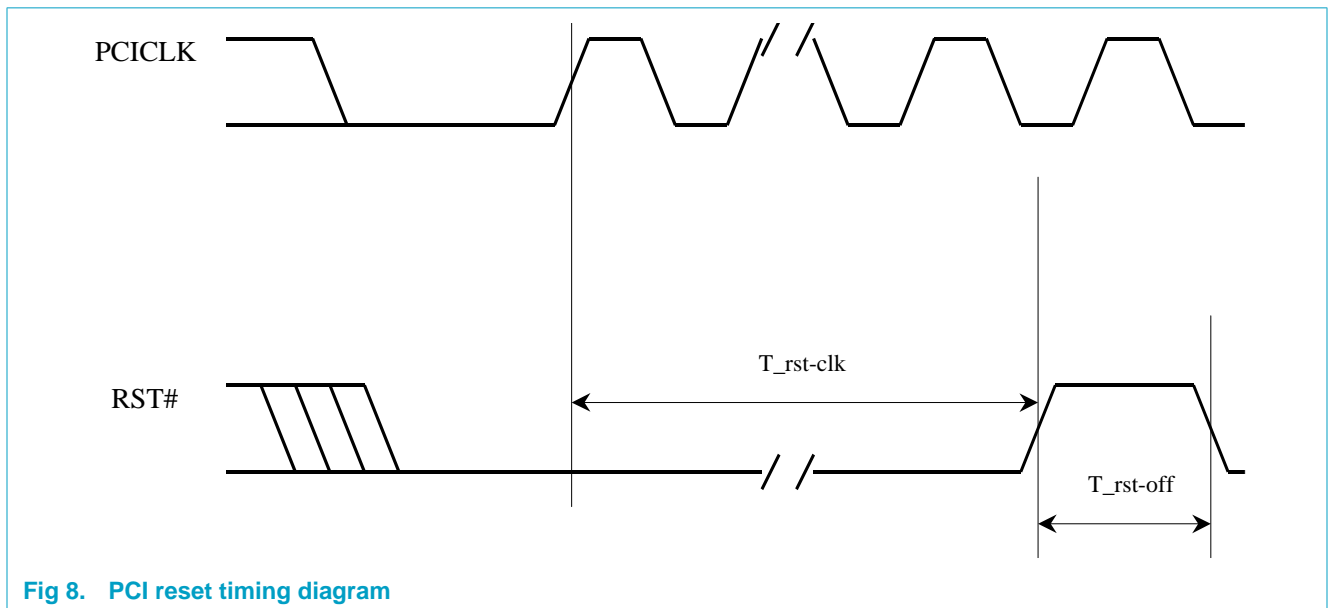 PCICLK
T_rst-clk
RST#
T_rst-off
Fig 8. PCI reset timing diagram